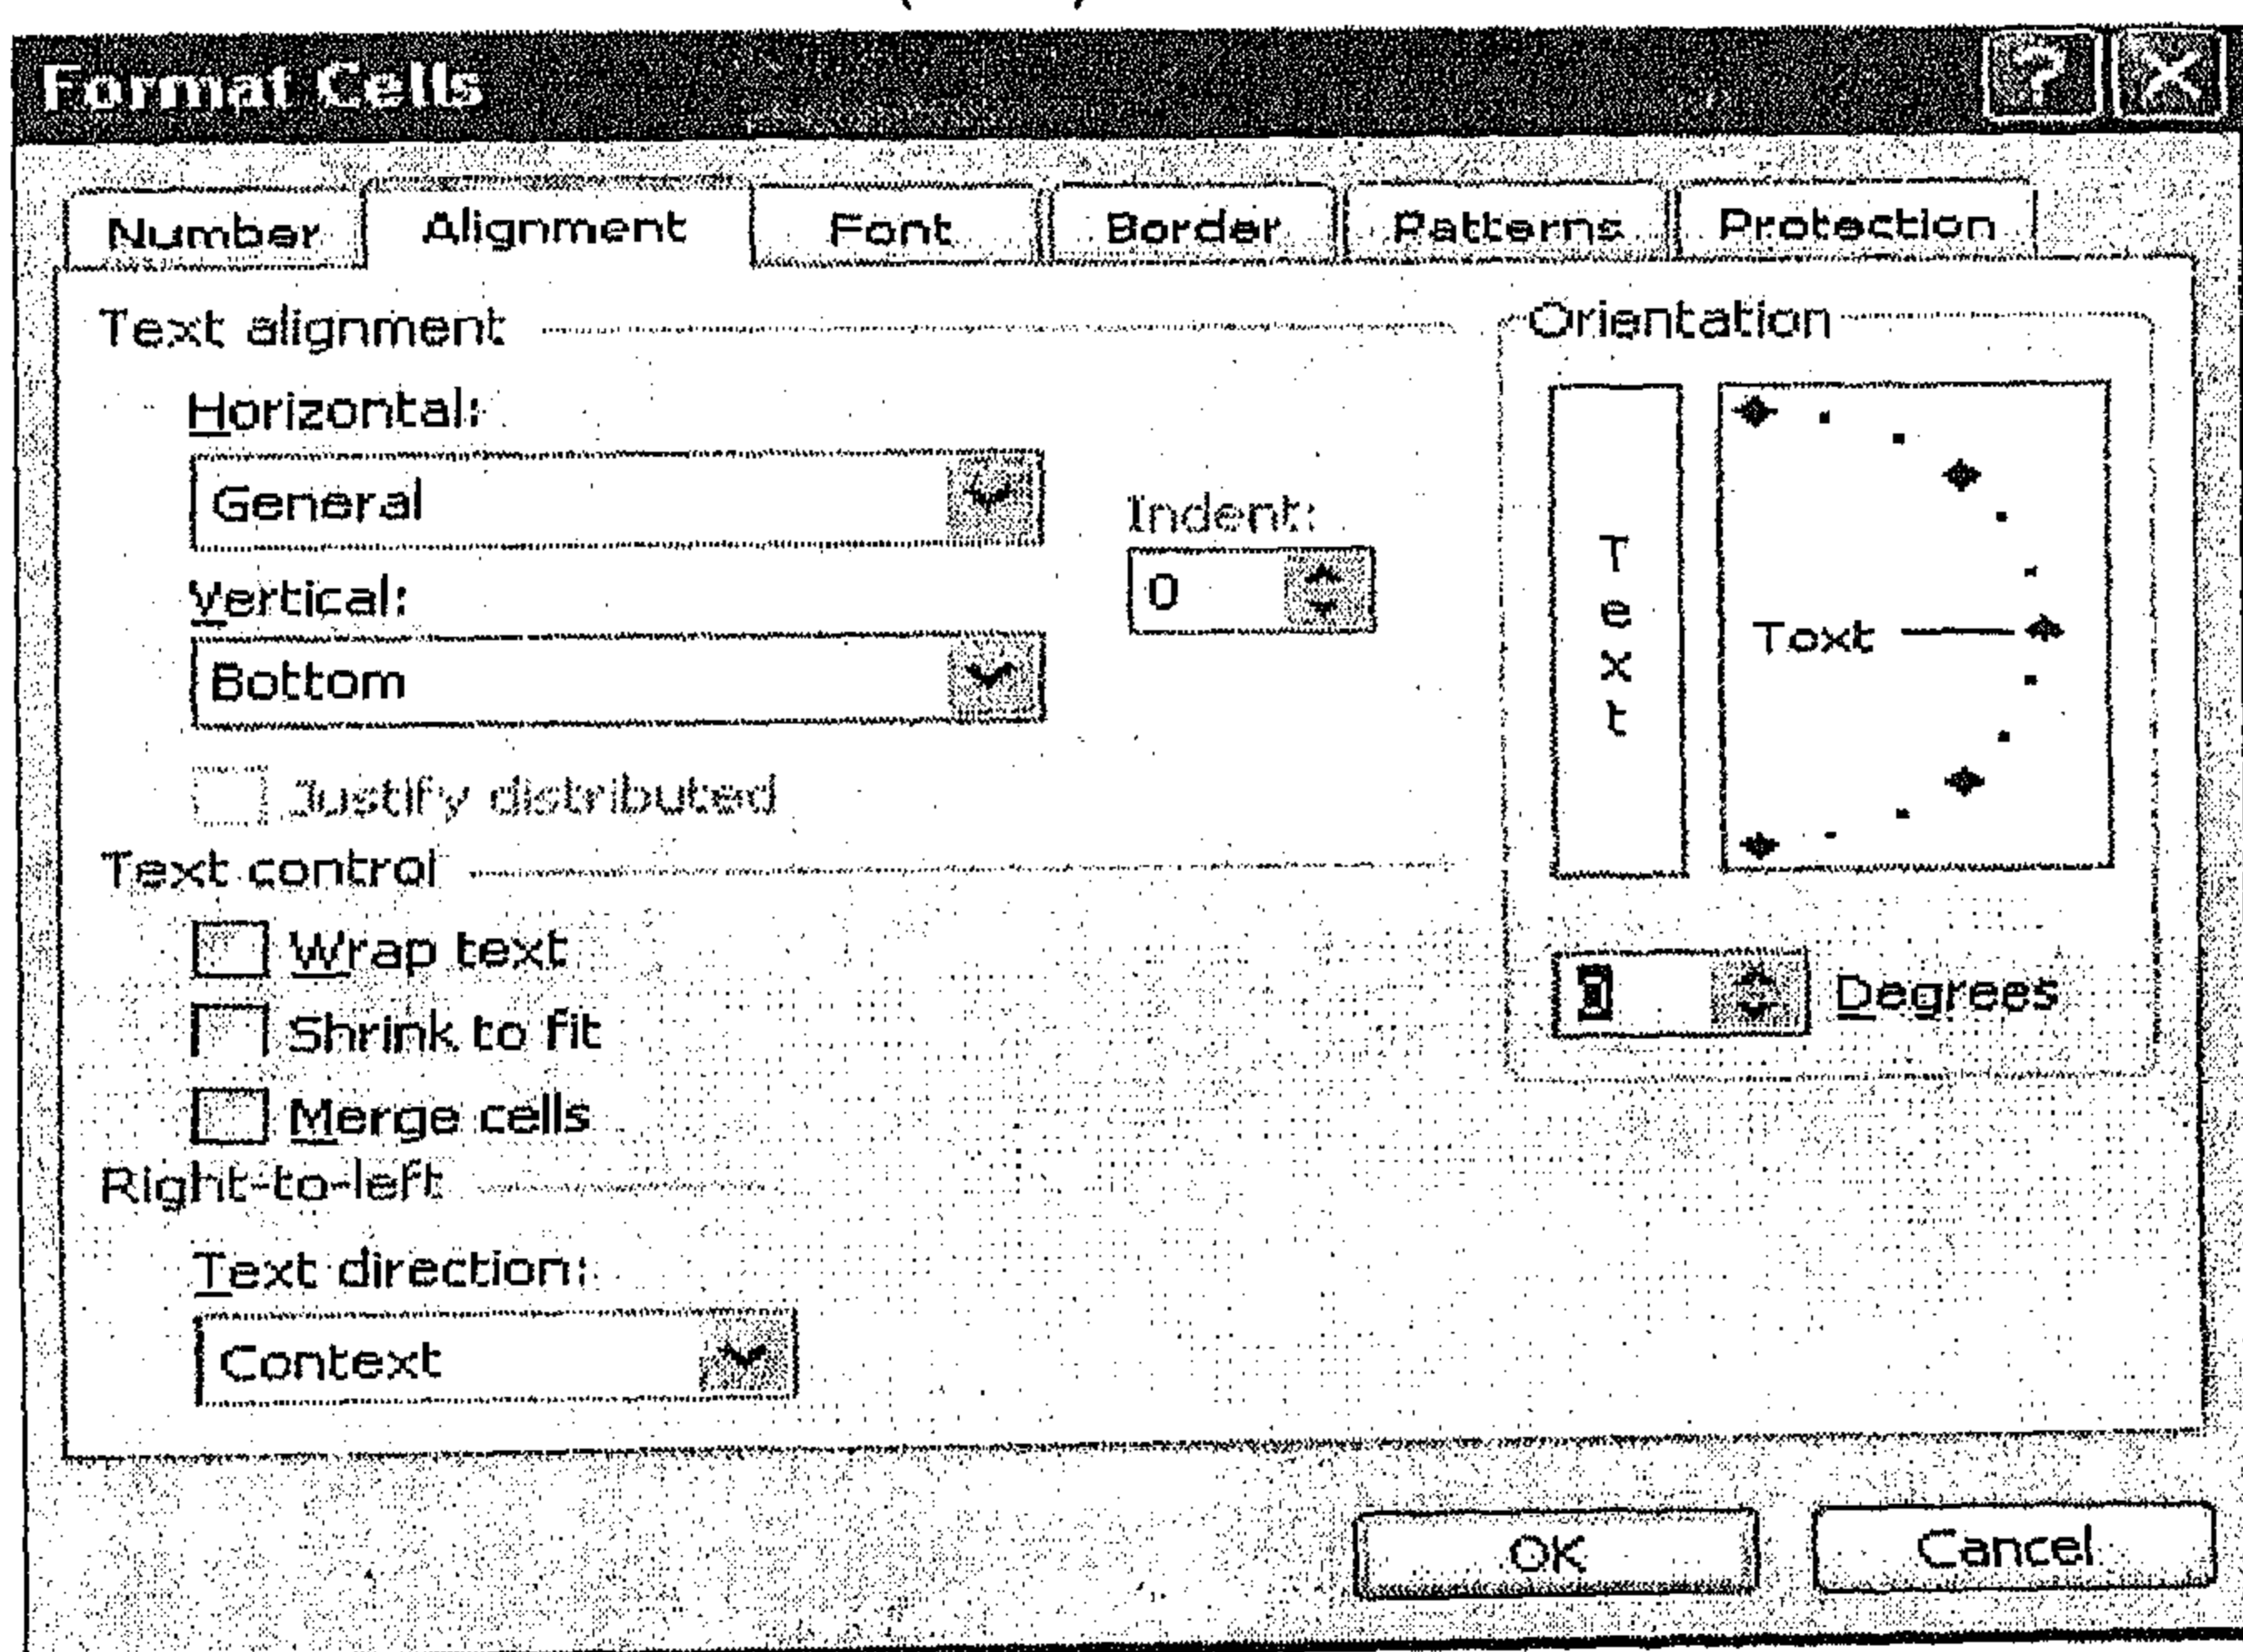 Format Cells
Number Alignment Font Border Patterns Protection
Text alignment
Horizontal:
General
Indent:
0
Vertical:
Bottom
Justify distributed
Text control
Wrap text
Shrink to fit
Merge cells
Right-to-left
Text direction:
Context
Orientation
T
e
x
t
Text
0 Degrees
OK Cancel